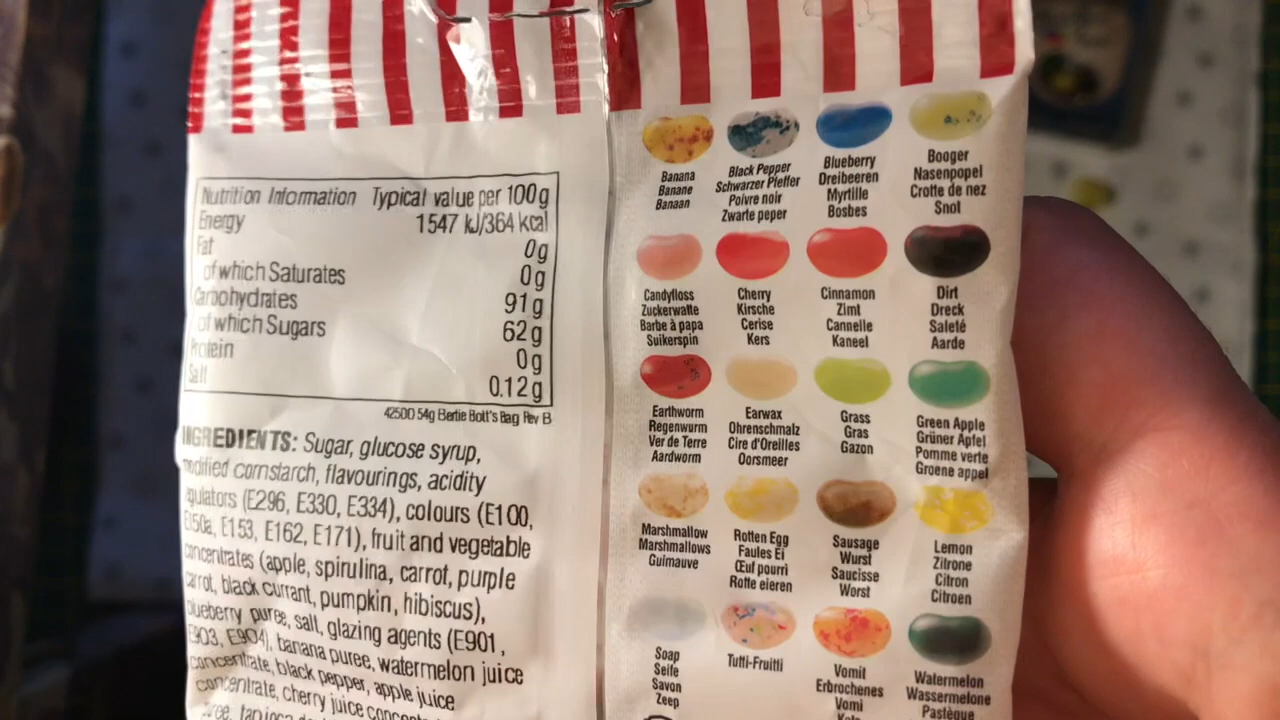 Nutrition Information Typical value per 100g
Energy 1547 kJ/364 kcal
Fat 0g
of which Saturates 0g
Carbohydrates 91g
of which Sugars 62g
Protein 0g
Salt 0.12g
42500 54g Bertie Bott's Bag Rev B
INGREDIENTS: Sugar, glucose syrup,
modified cornstarch, flavourings, acidity
regulators (E296, E330, E334), colours (E100,
E150a, E153, E162, E171), fruit and vegetable
concentrates (apple, spirulina, carrot, purple
carrot, black currant, pumpkin, hibiscus),
blueberry puree, salt, glazing agents (E901,
E903, E904), banana puree, watermelon juice
concentrate, black pepper, apple juice
concentrate, cherry juice
Banana
Banane
Banaan
Black Pepper
Schwarzer Pfeffer
Poivre noir
Zwarte peper
Blueberry
Dreibeeren
Myrtille
Bosbes
Booger
Nasenpopel
Crotte de nez
Snot
Candyfloss
Zuckerwatte
Barbe à papa
Suikerspin
Cherry
Kirsche
Cerise
Kers
Cinnamon
Zimt
Cannelle
Kaneel
Dirt
Dreck
Saleté
Aarde
Earthworm
Regenwurm
Ver de Terre
Aardworm
Earwax
Ohrenschmalz
Cire d'Oreilles
Oorsmeer
Grass
Gras
Gazon
Green Apple
Grüner Apfel
Pomme verte
Groene appel
Marshmallow
Marshmallows
Guimauve
Rotten Egg
Faules Ei
Œuf pourri
Rotte eieren
Sausage
Wurst
Saucisse
Worst
Lemon
Zitrone
Citron
Citroen
Soap
Seife
Savon
Zeep
Tutti-Fruitti
Vomit
Erbrochenes
Vomi
Watermelon
Wassermelone
Pastèque